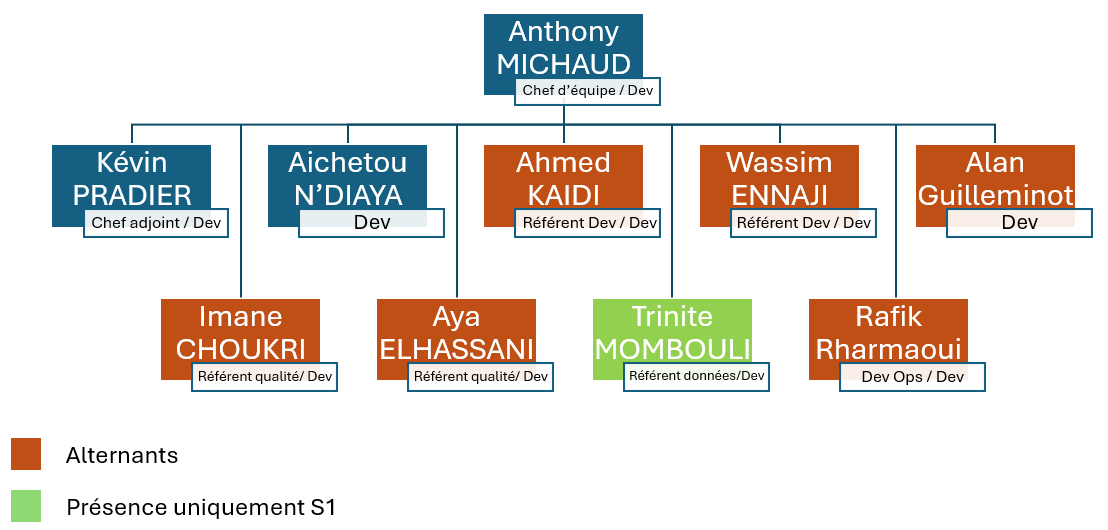 Anthony
MICHAUD
Chef d’équipe / Dev
Kévin
PRADIER
Chef adjoint / Dev
Aichetou
N’DIAYA
Dev
Ahmed
KAIDI
Référent Dev / Dev
Wassim
ENNAJI
Référent Dev / Dev
Alan
Guilleminot
Dev
Imane
CHOUKRI
Référent qualité/ Dev
Aya
ELHASSANI
Référent qualité/ Dev
Trinite
MOMBOULI
Référent données/Dev
Rafik
Rharmaoui
Dev Ops / Dev
Alternants
Présence uniquement S1